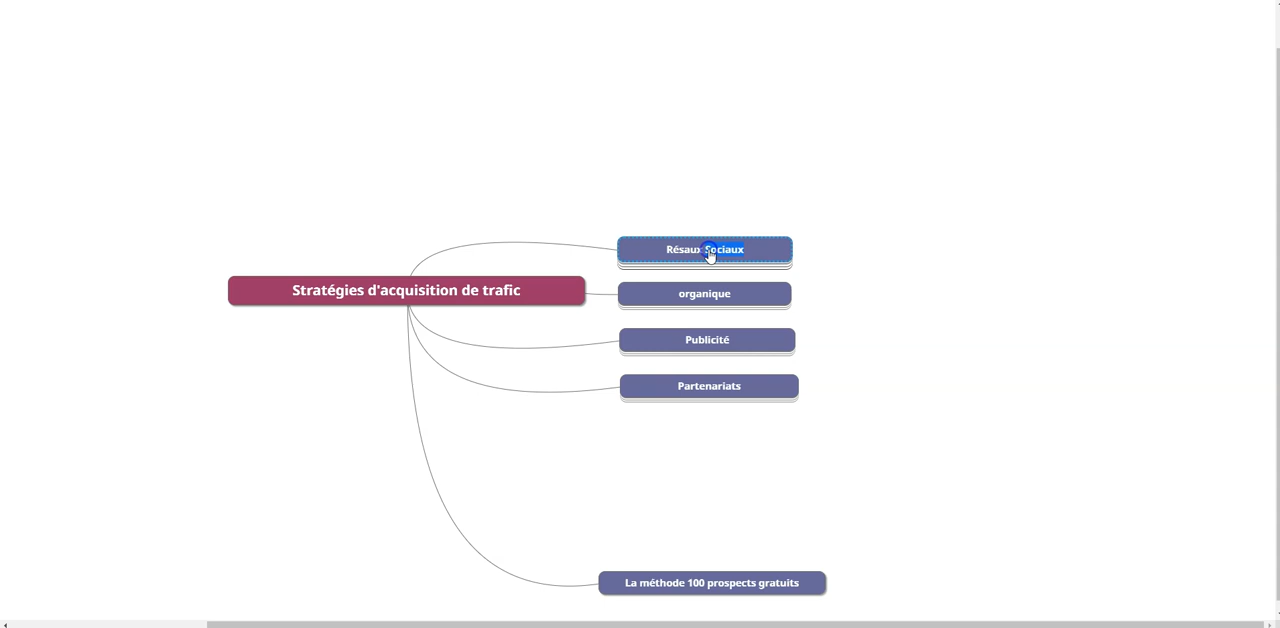 Résaux Sociaux
Stratégies d'acquisition de trafic
organique
Publicité
Partenariats
La méthode 100 prospects gratuits